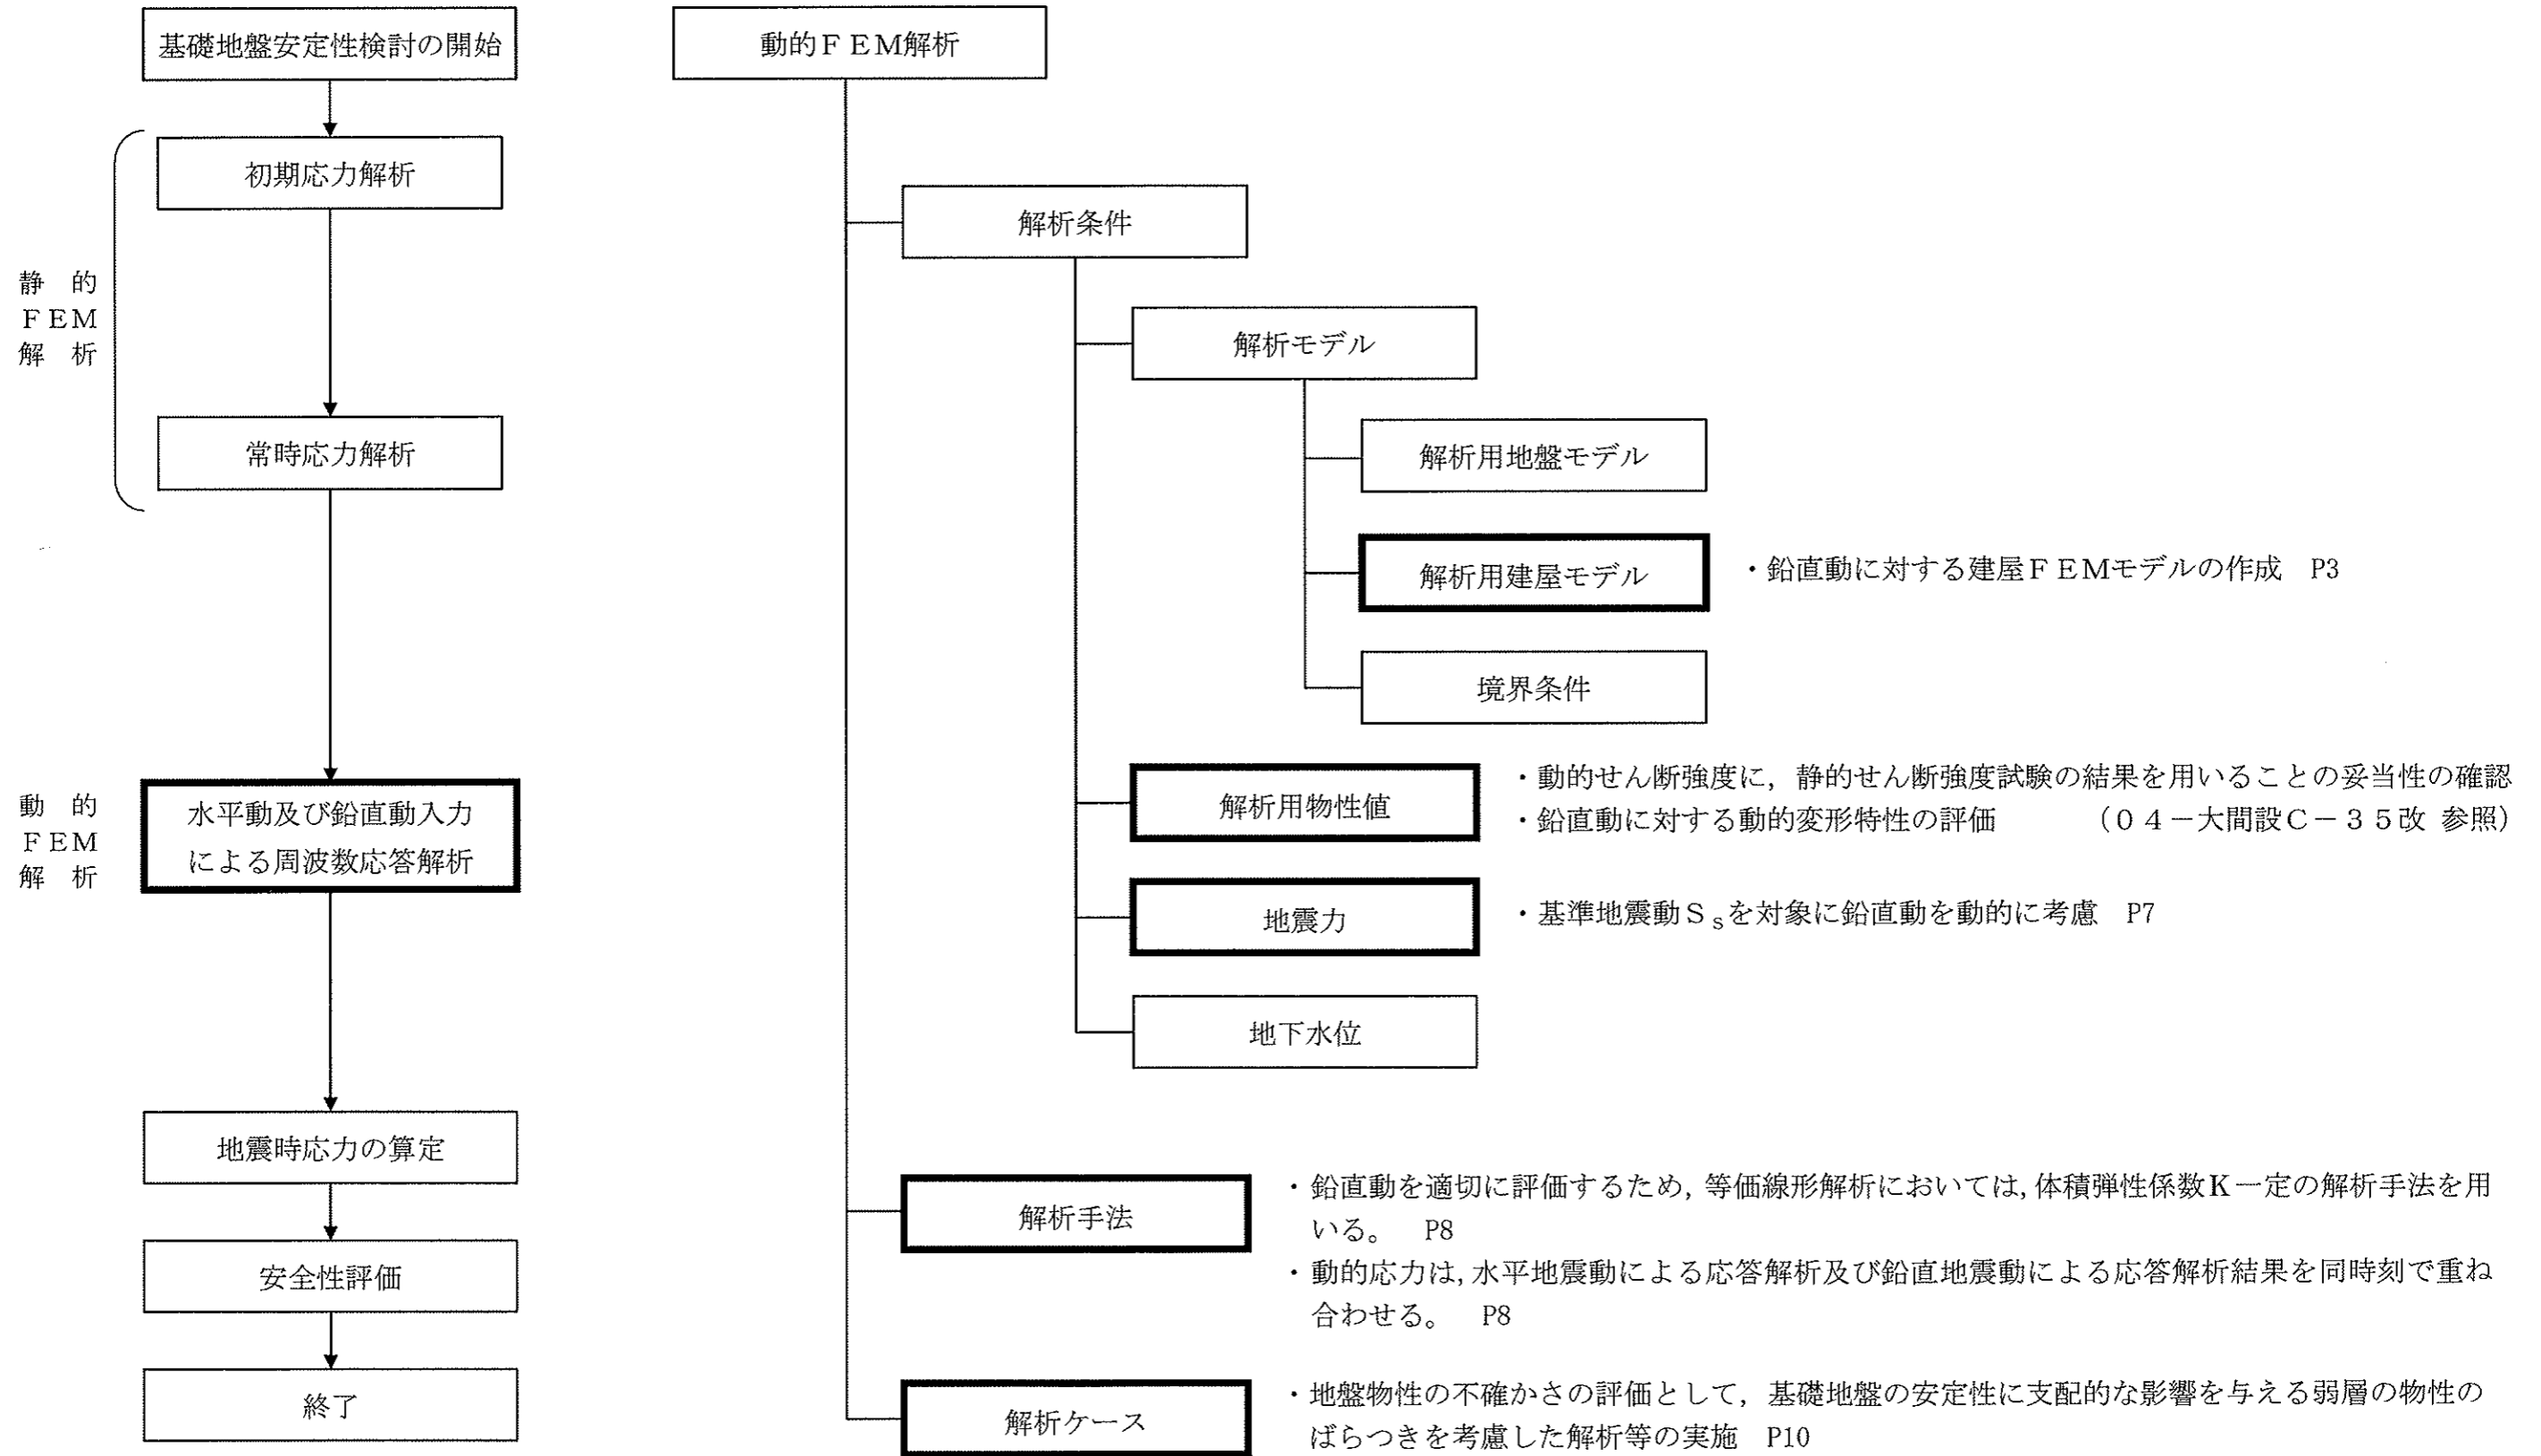 基礎地盤安定性検討の開始
初期応力解析
静 的
FEM
解 析
常時応力解析
動 的
FEM
解 析
水平動及び鉛直動入力
による周波数応答解析
地震時応力の算定
安全性評価
終了
動的FEM解析
解析条件
解析モデル
解析用地盤モデル
解析用建屋モデル
・鉛直動に対する建屋FEMモデルの作成 P3
境界条件
解析用物性値
・動的せん断強度に，静的せん断強度試験の結果を用いることの妥当性の確認
・鉛直動に対する動的変形特性の評価 （04－大間設C－35改 参照）
地震力
・基準地震動Ssを対象に鉛直動を動的に考慮 P7
地下水位
解析手法
・鉛直動を適切に評価するため，等価線形解析においては，体積弾性係数K一定の解析手法を用
いる。 P8
・動的応力は，水平地震動による応答解析及び鉛直地震動による応答解析結果を同時刻で重ね
合わせる。 P8
解析ケース
・地盤物性の不確かさの評価として，基礎地盤の安定性に支配的な影響を与える弱層の物性の
ばらつきを考慮した解析等の実施 P10